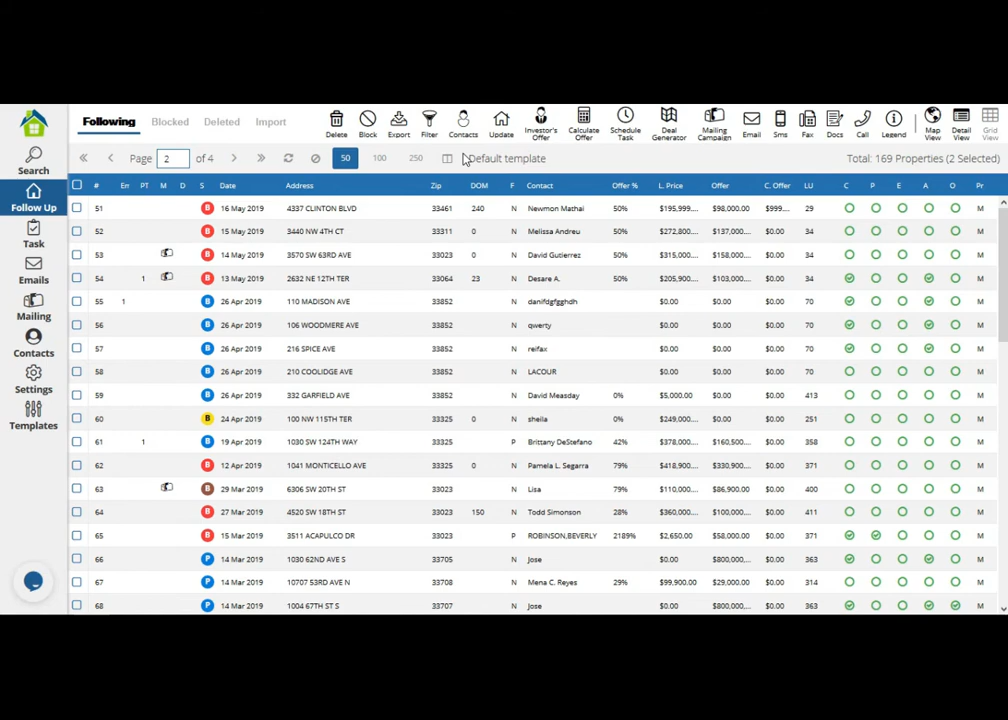 Following Blocked Deleted Import Delete Block Export Filter Contacts Update Investor's Offer Calculate Offer Schedule Task Deal Generator Mailing Campaign Email Sms Fax Docs Call Legend Map View Detail View Grid View
Page 2 of 4 50 100 250 Default template Total: 169 Properties (2 Selected)
Search
Follow Up
Task
Emails
Mailing
Contacts
Settings
Templates
# Em PT M D S Date Address Zip DOM F Contact Offer % L. Price Offer C. Offer LU C P E A O Pr
51 B 16 May 2019 4337 CLINTON BLVD 33461 240 N Newmon Mathai 50% $195,999.... $98,000.00 $999.... 29 M
52 B 15 May 2019 3440 NW 4TH CT 33311 0 N Melissa Andreu 50% $272,800.... $137,000.... $0.00 34 M
53 B 14 May 2019 3570 SW 63RD AVE 33023 0 N David Gutierrez 50% $315,000.... $158,000.... $0.00 34 M
54 1 B 13 May 2019 2632 NE 12TH TER 33064 23 N Desare A. 50% $205,900.... $103,000.... $0.00 34 M
55 1 B 26 Apr 2019 110 MADISON AVE 33852 N danifdgfgghdh $0.00 $0.00 $0.00 70 M
56 B 26 Apr 2019 106 WOODMERE AVE 33852 N qwerty $0.00 $0.00 $0.00 70 M
57 B 26 Apr 2019 216 SPICE AVE 33852 N reifax $0.00 $0.00 $0.00 70 M
58 B 26 Apr 2019 210 COOLIDGE AVE 33852 N LACOUR $0.00 $0.00 $0.00 70 M
59 B 26 Apr 2019 332 GARFIELD AVE 33852 N David Measday 0% $5,000.00 $0.00 $0.00 413 M
60 B 24 Apr 2019 100 NW 115TH TER 33325 0 N sheila 0% $249,000.... $0.00 $0.00 251 M
61 1 B 19 Apr 2019 1030 SW 124TH WAY 33325 P Brittany DeStefano 42% $378,000.... $160,500.... $0.00 358 M
62 B 12 Apr 2019 1041 MONTICELLO AVE 33325 0 N Pamela L. Segarra 79% $418,900.... $330,900.... $0.00 371 M
63 B 29 Mar 2019 6306 SW 20TH ST 33023 N Lisa 79% $110,000.... $86,900.00 $0.00 400 M
64 B 27 Mar 2019 4520 SW 18TH ST 33023 150 N Todd Simonson 28% $360,000.... $100,000.... $0.00 411 M
65 B 15 Mar 2019 3511 ACAPULCO DR 33023 P ROBINSON,BEVERLY 2189% $2,650.00 $58,000.00 $0.00 371 M
66 P 14 Mar 2019 1030 62ND AVE S 33705 N Jose $0.00 $800,000.... $0.00 363 M
67 P 14 Mar 2019 10707 53RD AVE N 33708 N Mena C. Reyes 29% $99,900.00 $29,000.00 $0.00 314 M
68 P 14 Mar 2019 1004 67TH ST S 33707 N Jose $0.00 $800,000.... $0.00 363 M